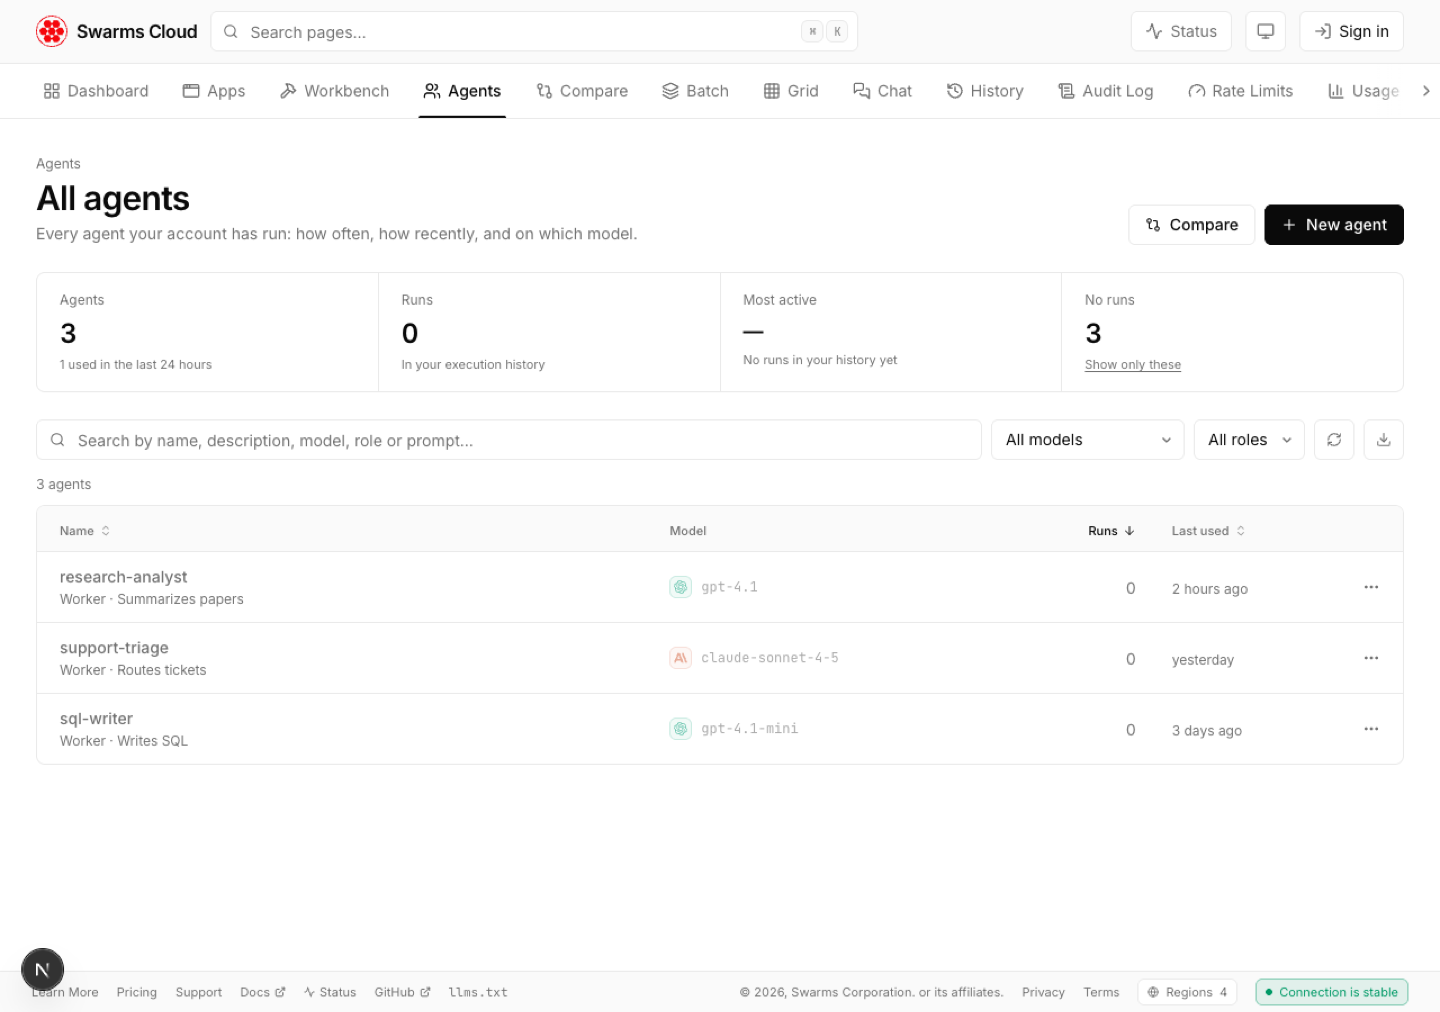 Swarms Cloud
Search pages...
⌘ K
Status
Sign in
Dashboard
Apps
Workbench
Agents
Compare
Batch
Grid
Chat
History
Audit Log
Rate Limits
Usage
Agents
All agents
Every agent your account has run: how often, how recently, and on which model.
Compare
New agent
Agents
3
1 used in the last 24 hours
Runs
0
In your execution history
Most active
—
No runs in your history yet
No runs
3
Show only these
Search by name, description, model, role or prompt...
All models
All roles
3 agents
Name
Model
Runs
Last used
research-analyst
Worker · Summarizes papers
gpt-4.1
0
2 hours ago
support-triage
Worker · Routes tickets
claude-sonnet-4-5
0
yesterday
sql-writer
Worker · Writes SQL
gpt-4.1-mini
0
3 days ago
N
Learn More
Pricing
Support
Docs
Status
GitHub
llms.txt
© 2026, Swarms Corporation. or its affiliates.
Privacy
Terms
Regions 4
Connection is stable